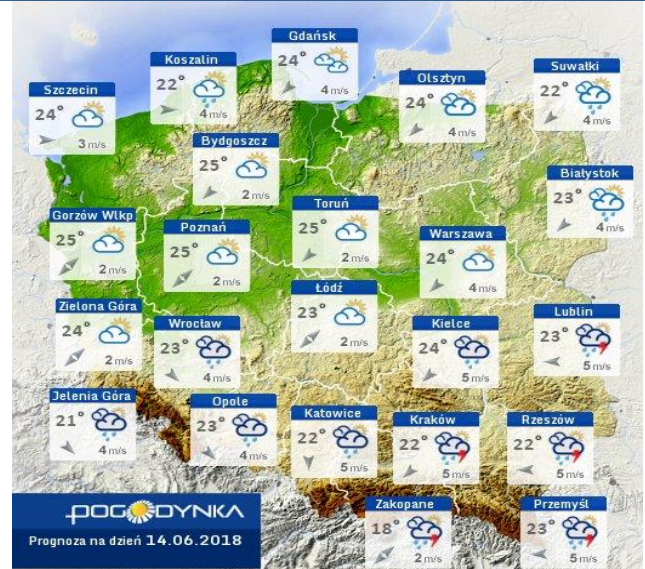 Gdańsk
24°
4 m/s
Koszalin
22°
4 m/s
Suwałki
22°
4 m/s
Olsztyn
24°
4 m/s
Szczecin
24°
3 m/s
Bydgoszcz
25°
2 m/s
Białystok
23°
4 m/s
Toruń
25°
2 m/s
Gorzów Wlkp
25°
2 m/s
Poznań
25°
2 m/s
Warszawa
24°
4 m/s
Łódź
23°
2 m/s
Zielona Góra
24°
2 m/s
Wrocław
23°
4 m/s
Kielce
24°
5 m/s
Lublin
23°
5 m/s
Jelenia Góra
21°
4 m/s
Opole
23°
4 m/s
Katowice
22°
5 m/s
Kraków
22°
5 m/s
Rzeszów
22°
5 m/s
Zakopane
18°
2 m/s
Przemyśl
23°
5 m/s
POGODYNKA
Prognoza na dzień 14.06.2018